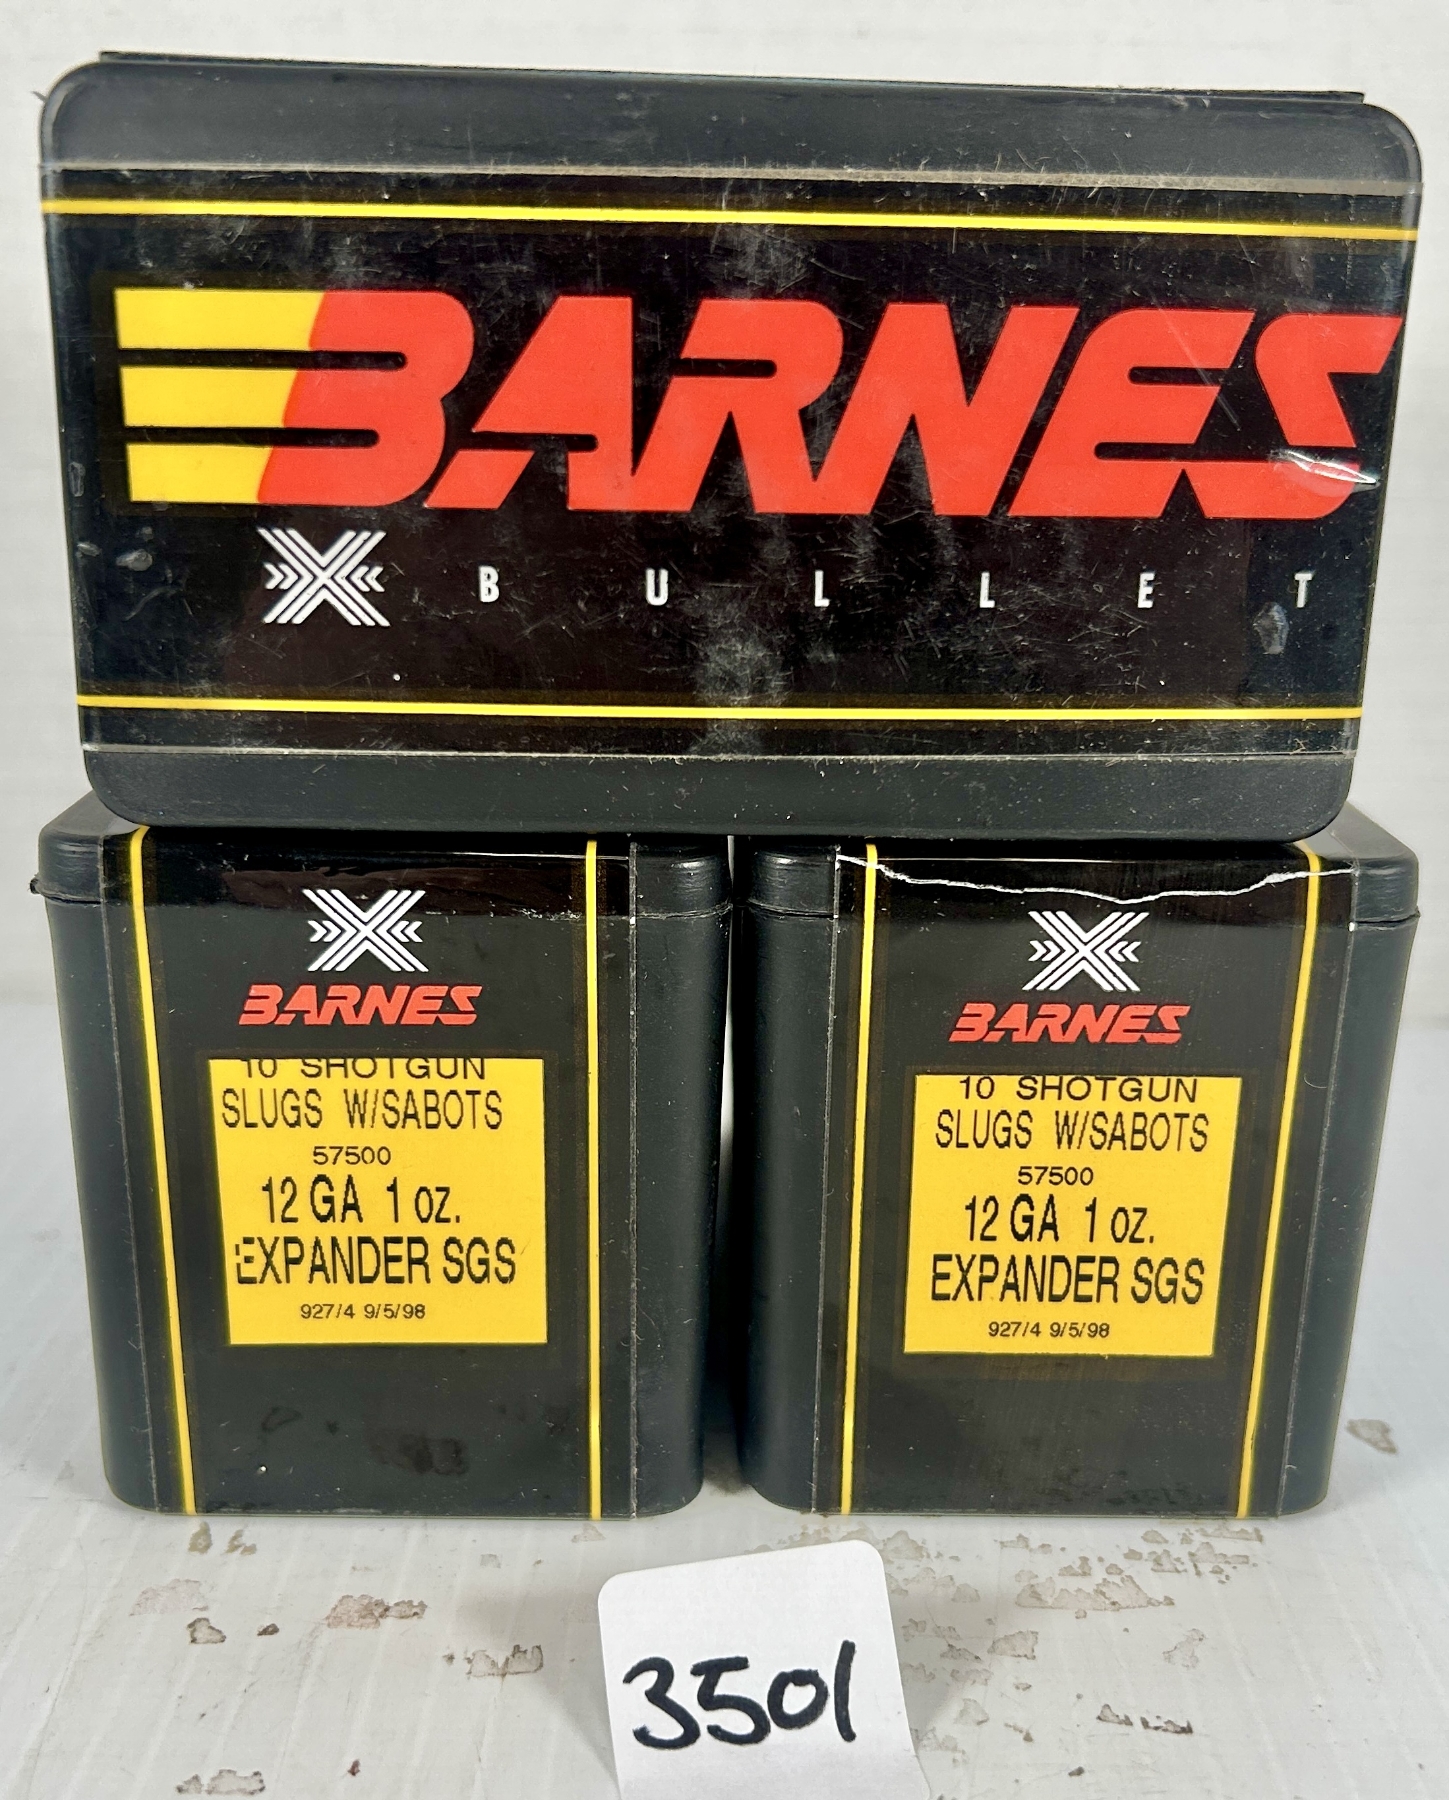 BARNES
X BULLET
BARNES
10 SHOTGUN
SLUGS W/SABOTS
57500
12 GA 1 oz.
EXPANDER SGS
927/4 9/5/98
BARNES
10 SHOTGUN
SLUGS W/SABOTS
57500
12 GA 1 oz.
EXPANDER SGS
927/4 9/5/98
3501